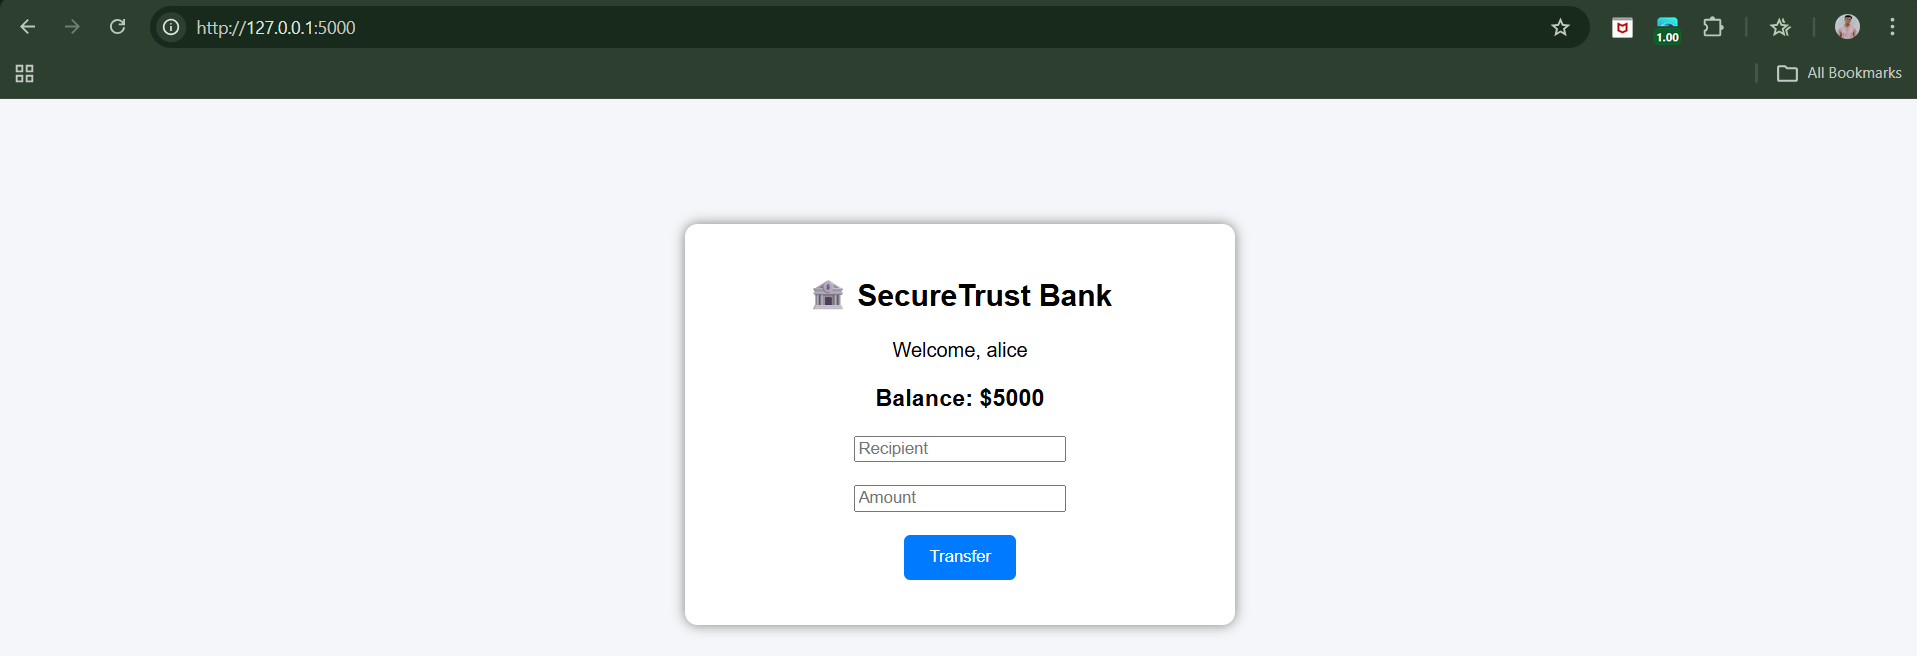 http://127.0.0.1:5000
1.00
All Bookmarks
SecureTrust Bank
Welcome, alice
Balance: $5000
Recipient
Amount
Transfer